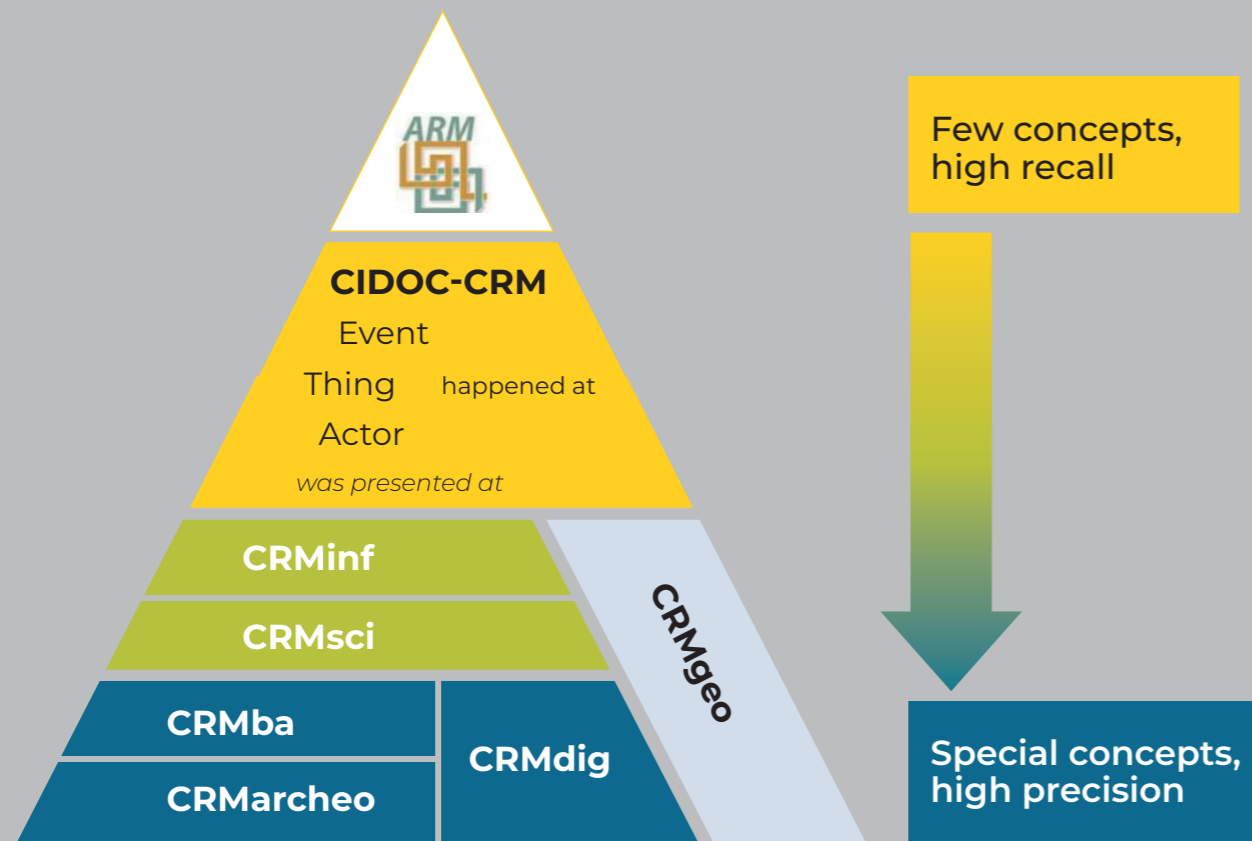 ARM
Few concepts,
high recall
CIDOC-CRM
Event
Thing happened at
Actor
was presented at
CRMinf
CRMsci
CRMgeo
CRMba
CRMdig
CRMarcheo
Special concepts,
high precision